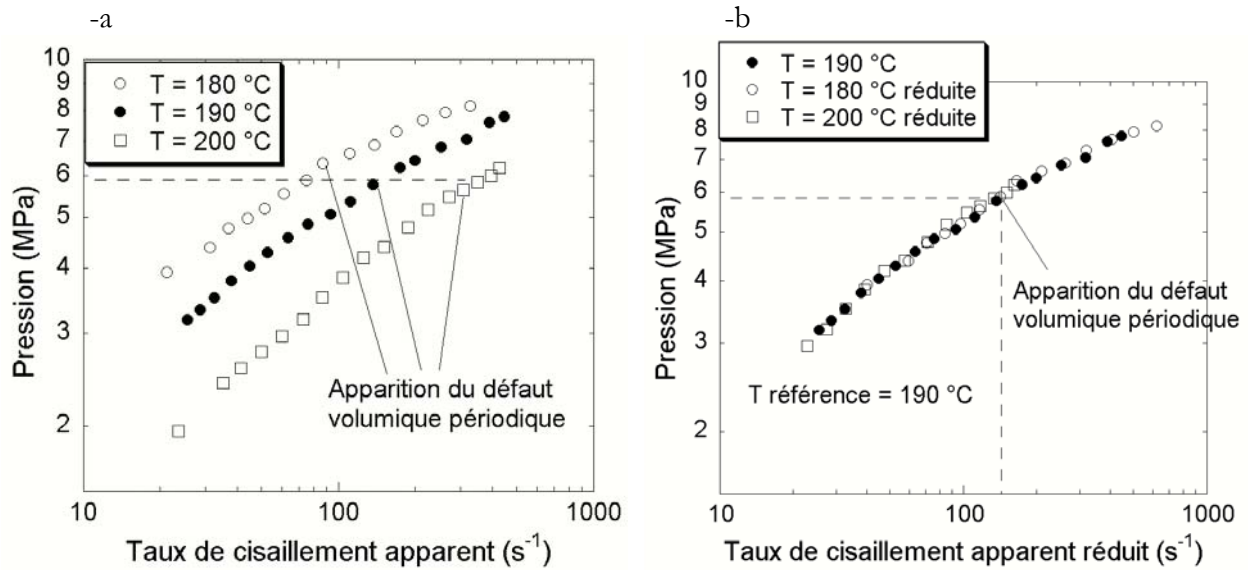 -a
10
9
8
7
6
5
4
3
2
T = 180 °C
T = 190 °C
T = 200 °C
Pression (MPa)
Apparition du défaut
volumique périodique
10
100
1000
Taux de cisaillement apparent (s⁻¹)
-b
10
9
8
7
6
5
4
3
2
T = 190 °C
T = 180 °C réduite
T = 200 °C réduite
Pression (MPa)
Apparition du défaut
volumique périodique
T référence = 190 °C
10
100
1000
Taux de cisaillement apparent réduit (s⁻¹)